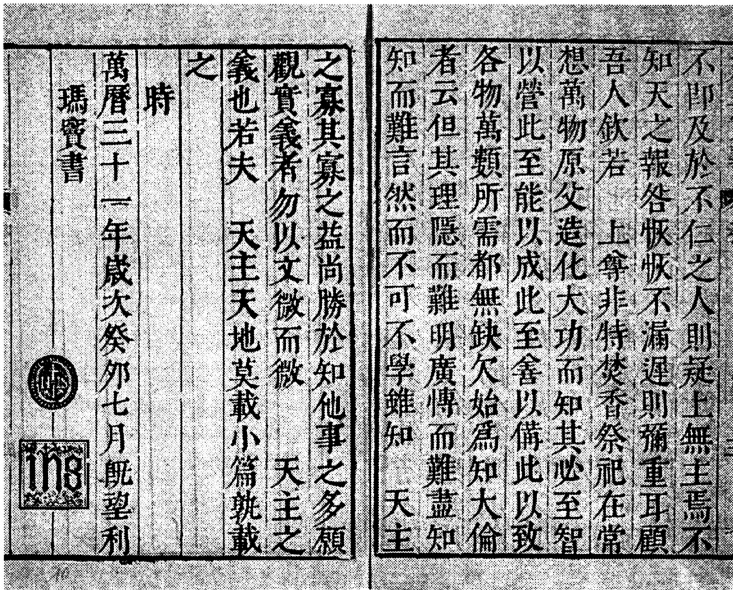 不即及於不仁之人則疑上無主焉不
知天之報咎恢恢不漏遲則彌重耳顧
吾人欽若　上尊非特焚香祭祀在常
想萬物原父造化大功而知其必至智
以營此至能以成此至善以備此以致
各物萬類所需都無缺欠始爲知大倫
者云但其理隱而難明廣博而難盡知
知而難言然而不可不學雖知　天主
之寡其寡之益尚勝於知他事之多願
觀實義者勿以文微而微　天主之
義也若夫　天主天地莫載小篇孰載
之
時
萬曆三十一年歲次癸卯七月旣望利
瑪竇書
ihs